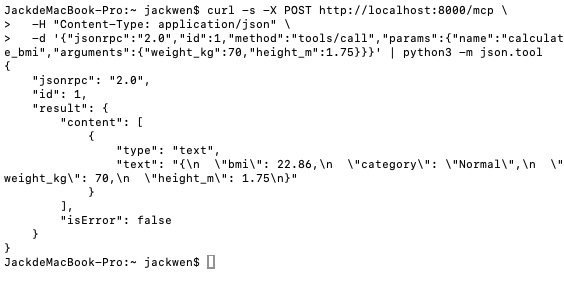 JackdeMacBook-Pro:~ jackwen$ curl -s -X POST http://localhost:8000/mcp \
>   -H "Content-Type: application/json" \
>   -d '{"jsonrpc":"2.0","id":1,"method":"tools/call","params":{"name":"calculat
e_bmi","arguments":{"weight_kg":70,"height_m":1.75}}}' | python3 -m json.tool
{
    "jsonrpc": "2.0",
    "id": 1,
    "result": {
        "content": [
            {
                "type": "text",
                "text": "{\n  \"bmi\": 22.86,\n  \"category\": \"Normal\",\n  \"
weight_kg\": 70,\n  \"height_m\": 1.75\n}"
            }
        ],
        "isError": false
    }
}
JackdeMacBook-Pro:~ jackwen$